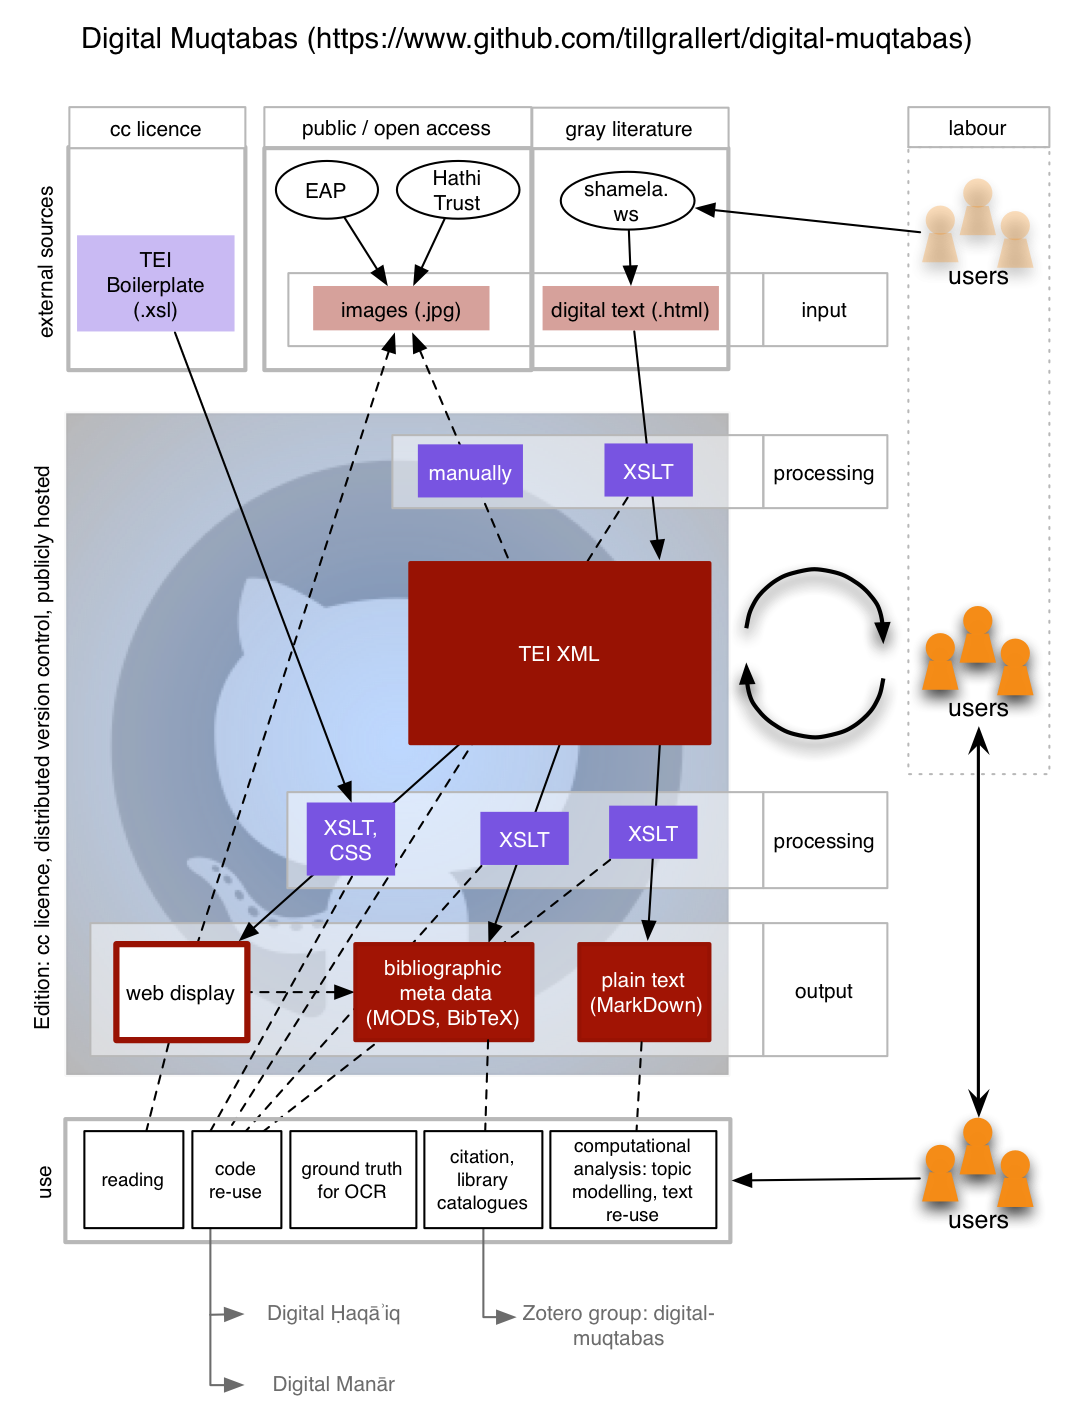 Digital Muqtabas (https://www.github.com/tillgrallert/digital-muqtabas)
cc licence
public / open access
gray literature
labour
external sources
EAP
Hathi
Trust
shamela.
ws
users
TEI
Boilerplate
(.xsl)
images (.jpg)
digital text (.html)
input
Edition: cc licence, distributed version control, publicly hosted
manually
XSLT
processing
TEI XML
users
XSLT,
CSS
XSLT
XSLT
processing
web display
bibliographic
meta data
(MODS, BibTeX)
plain text
(MarkDown)
output
use
reading
code
re-use
ground truth
for OCR
citation,
library
catalogues
computational
analysis: topic
modelling, text
re-use
users
Digital Ḥaqāʾiq
Zotero group: digital-
muqtabas
Digital Manār